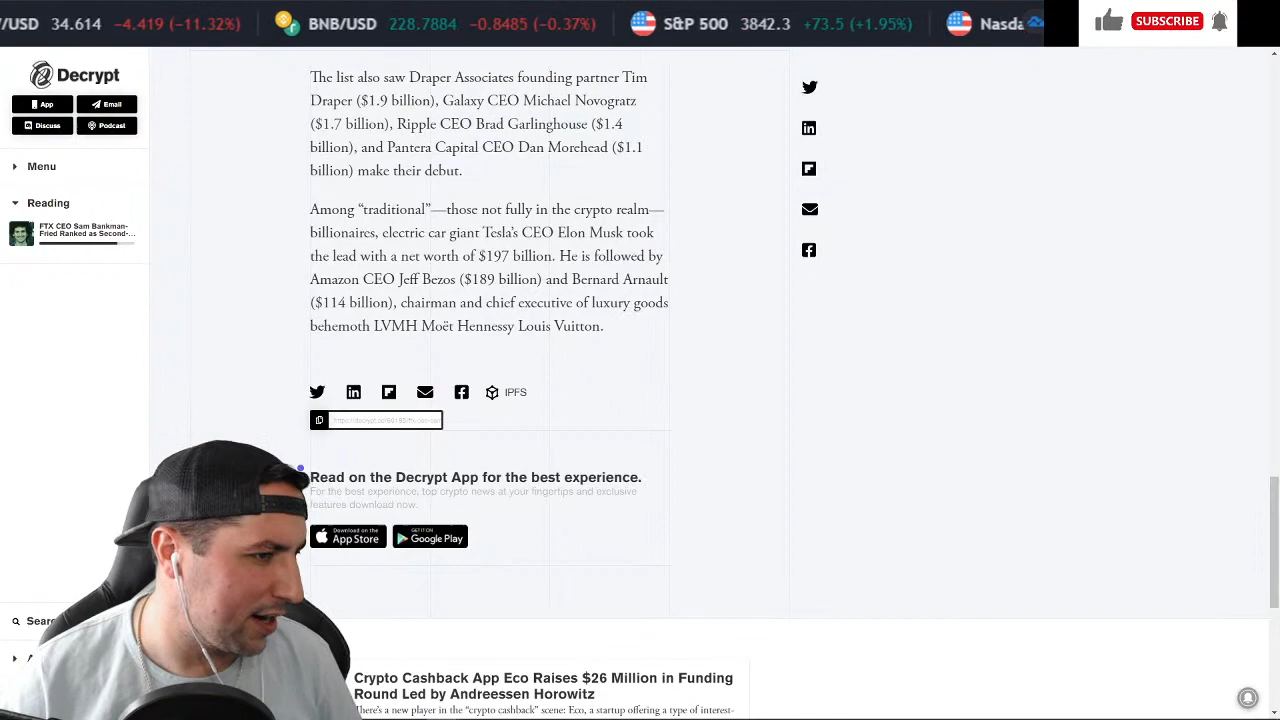 /USD 34.614 -4.419 (-11.32%) BNB/USD 228.7884 -0.8485 (-0.37%) S&P 500 3842.3 +73.5 (+1.95%) Nasda
SUBSCRIBE
Decrypt
App Email
Discuss Podcast
Menu
Reading
FTX CEO Sam Bankman-
Fried Ranked as Second-...
The list also saw Draper Associates founding partner Tim
Draper ($1.9 billion), Galaxy CEO Michael Novogratz
($1.7 billion), Ripple CEO Brad Garlinghouse ($1.4
billion), and Pantera Capital CEO Dan Morehead ($1.1
billion) make their debut.
Among “traditional”—those not fully in the crypto realm—
billionaires, electric car giant Tesla’s CEO Elon Musk took
the lead with a net worth of $197 billion. He is followed by
Amazon CEO Jeff Bezos ($189 billion) and Bernard Arnault
($114 billion), chairman and chief executive of luxury goods
behemoth LVMH Moët Hennessy Louis Vuitton.
IPFS
Read on the Decrypt App for the best experience.
For the best experience, top crypto news at your fingertips and exclusive
features download now.
Download on the App Store GET IT ON Google Play
Sear
Crypto Cashback App Eco Raises $26 Million in Funding
Round Led by Andreessen Horowitz
There’s a new player in the “crypto cashback” scene: Eco, a startup offering a type of interest-